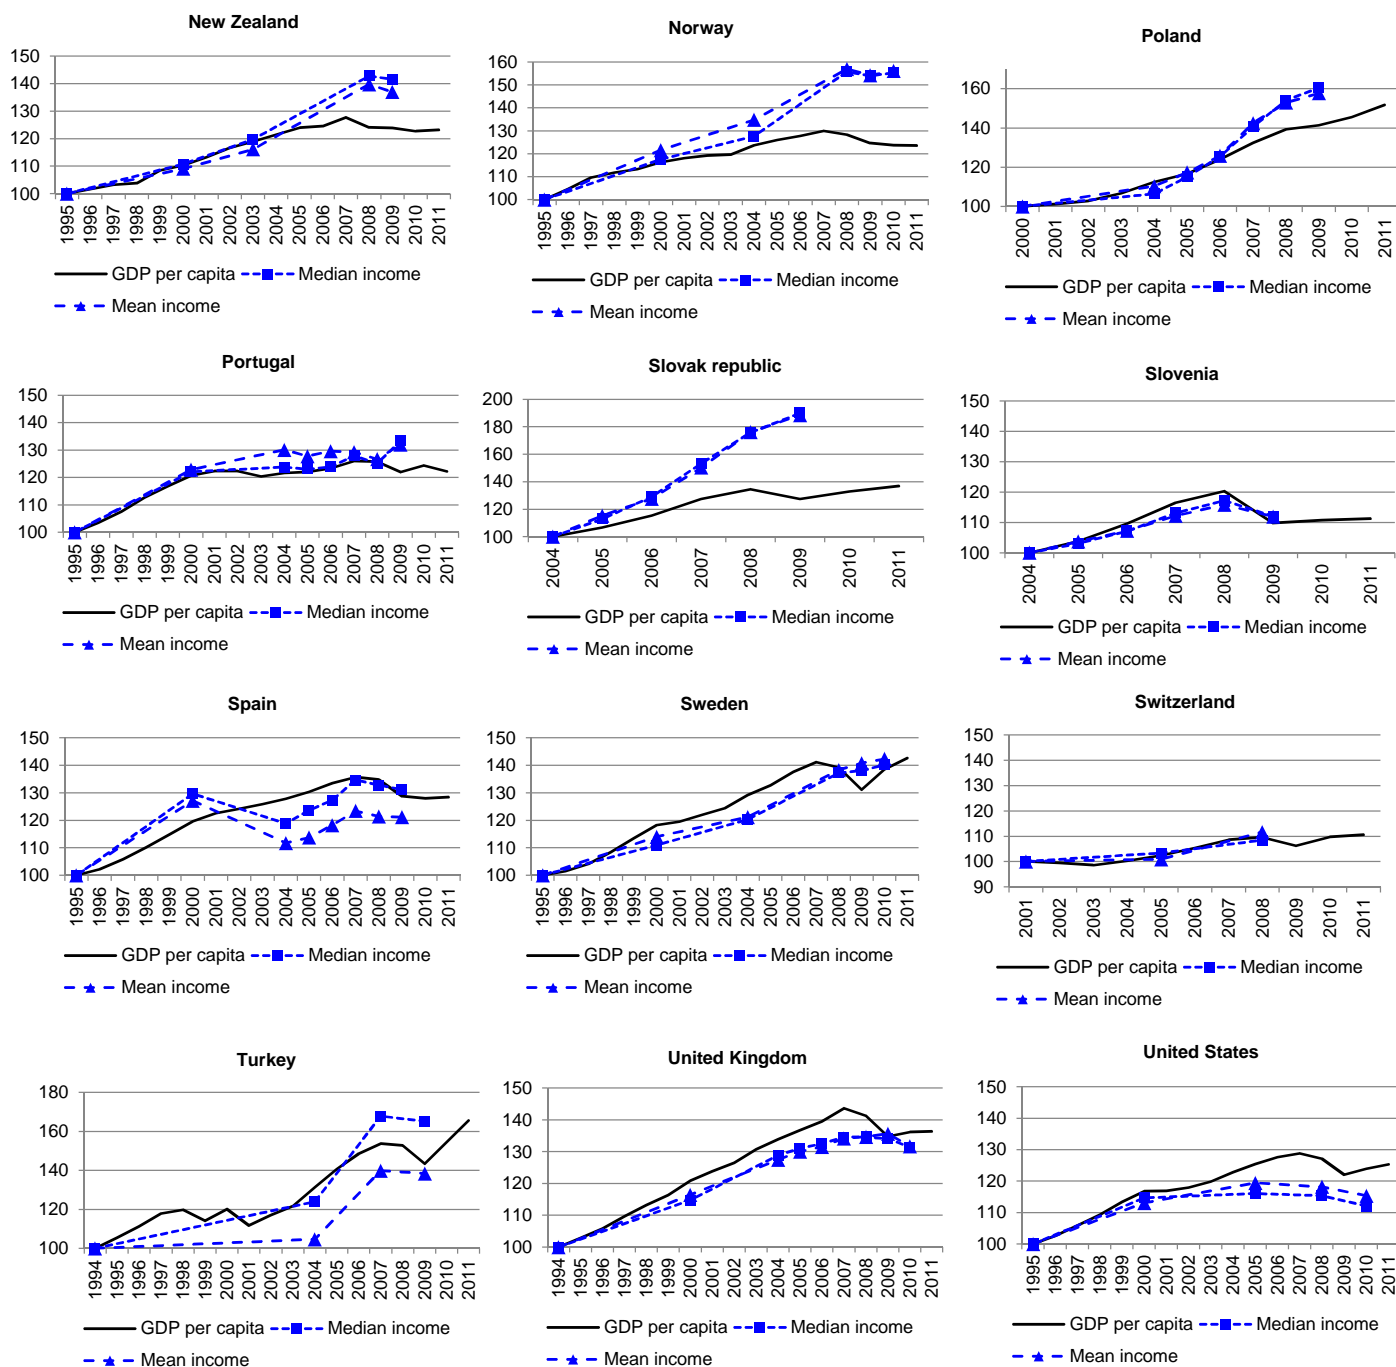 New Zealand
150
140
130
120
110
100
1995 1996 1997 1998 1999 2000 2001 2002 2003 2004 2005 2006 2007 2008 2009 2010 2011
GDP per capita Median income
Mean income
Norway
160
150
140
130
120
110
100
1995 1996 1997 1998 1999 2000 2001 2002 2003 2004 2005 2006 2007 2008 2009 2010 2011
GDP per capita Median income
Mean income
Poland
160
140
120
100
2000 2001 2002 2003 2004 2005 2006 2007 2008 2009 2010 2011
GDP per capita Median income
Mean income
Portugal
150
140
130
120
110
100
1995 1996 1997 1998 1999 2000 2001 2002 2003 2004 2005 2006 2007 2008 2009 2010 2011
GDP per capita Median income
Mean income
Slovak republic
200
180
160
140
120
100
2004 2005 2006 2007 2008 2009 2010 2011
GDP per capita Median income
Mean income
Slovenia
150
140
130
120
110
100
2004 2005 2006 2007 2008 2009 2010 2011
GDP per capita Median income
Mean income
Spain
150
140
130
120
110
100
1995 1996 1997 1998 1999 2000 2001 2002 2003 2004 2005 2006 2007 2008 2009 2010 2011
GDP per capita Median income
Mean income
Sweden
150
140
130
120
110
100
1995 1996 1997 1998 1999 2000 2001 2002 2003 2004 2005 2006 2007 2008 2009 2010 2011
GDP per capita Median income
Mean income
Switzerland
150
140
130
120
110
100
90
2001 2002 2003 2004 2005 2006 2007 2008 2009 2010 2011
GDP per capita Median income
Mean income
Turkey
180
160
140
120
100
1994 1995 1996 1997 1998 1999 2000 2001 2002 2003 2004 2005 2006 2007 2008 2009 2010 2011
GDP per capita Median income
Mean income
United Kingdom
150
140
130
120
110
100
1994 1995 1996 1997 1998 1999 2000 2001 2002 2003 2004 2005 2006 2007 2008 2009 2010 2011
GDP per capita Median income
Mean income
United States
150
140
130
120
110
100
1995 1996 1997 1998 1999 2000 2001 2002 2003 2004 2005 2006 2007 2008 2009 2010 2011
GDP per capita Median income
Mean income